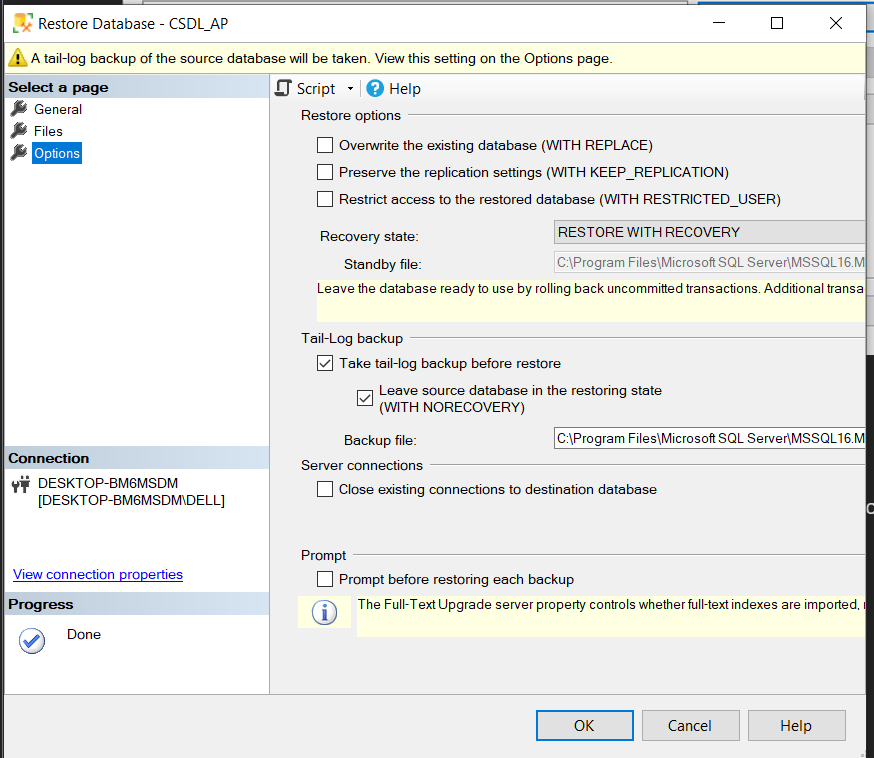 Restore Database - CSDL_AP
A tail-log backup of the source database will be taken. View this setting on the Options page.
Select a page
General
Files
Options
Script
Help
Restore options
Overwrite the existing database (WITH REPLACE)
Preserve the replication settings (WITH KEEP_REPLICATION)
Restrict access to the restored database (WITH RESTRICTED_USER)
Recovery state:
RESTORE WITH RECOVERY
Standby file:
C:\Program Files\Microsoft SQL Server\MSSQL16.M
Leave the database ready to use by rolling back uncommitted transactions. Additional transa
Tail-Log backup
Take tail-log backup before restore
Leave source database in the restoring state
(WITH NORECOVERY)
Backup file:
C:\Program Files\Microsoft SQL Server\MSSQL16.M
Server connections
Close existing connections to destination database
Prompt
Prompt before restoring each backup
The Full-Text Upgrade server property controls whether full-text indexes are imported,
Connection
DESKTOP-BM6MSDM
[DESKTOP-BM6MSDM\DELL]
View connection properties
Progress
Done
OK
Cancel
Help